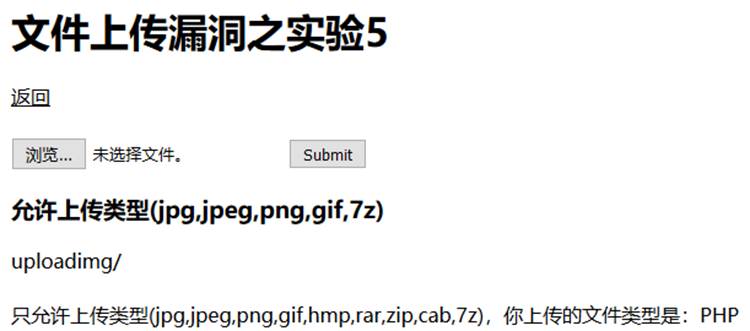 文件上传漏洞之实验5
返回
浏览... 未选择文件。 Submit
允许上传类型(jpg,jpeg,png,gif,7z)
uploadimg/
只允许上传类型(jpg,jpeg,png,gif,hmp,rar,zip,cab,7z)，你上传的文件类型是：PHP